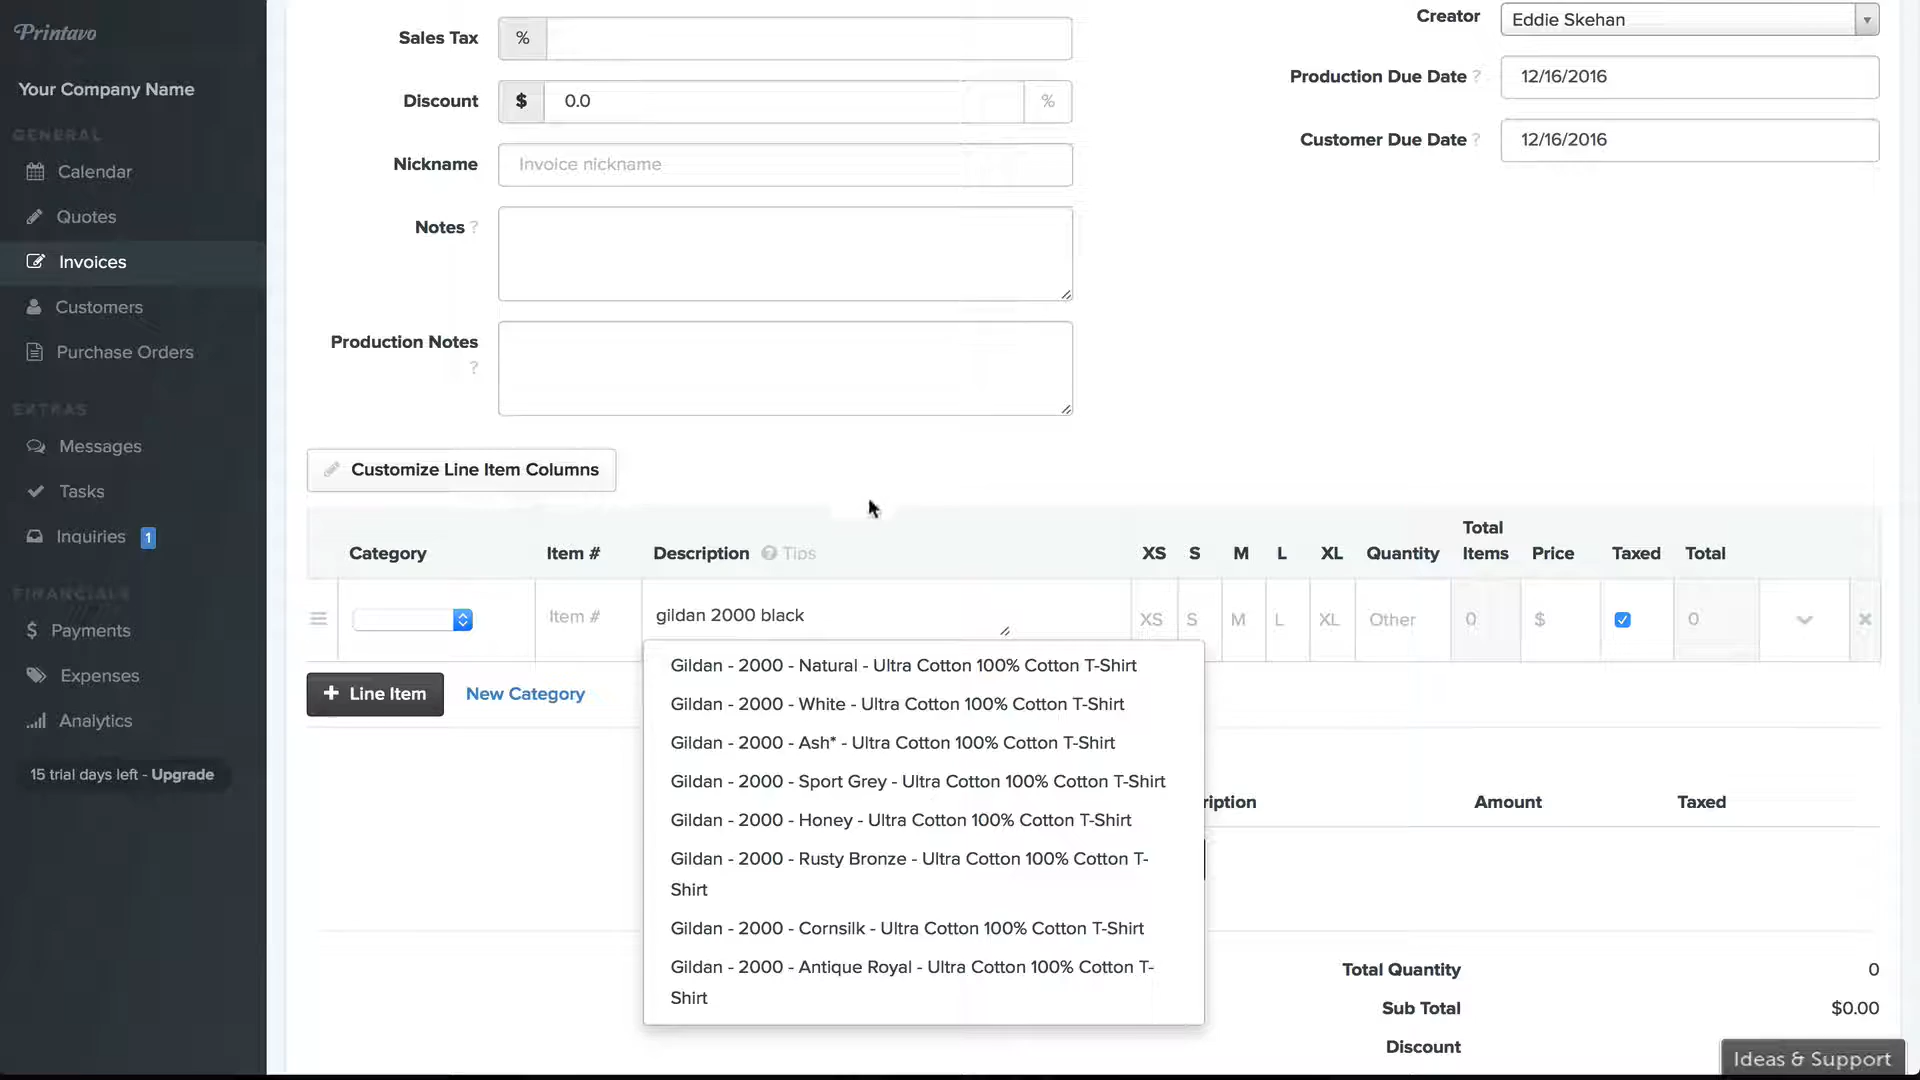 Printavo
Your Company Name
GENERAL
Calendar
Quotes
Invoices
Customers
Purchase Orders
EXTRAS
Messages
Tasks
Inquiries 1
FINANCIALS
$ Payments
Expenses
Analytics
15 trial days left - Upgrade
Sales Tax %
Discount $ 0.0 %
Nickname Invoice nickname
Notes ?
Production Notes
?
Creator Eddie Skehan
Production Due Date ? 12/16/2016
Customer Due Date ? 12/16/2016
Customize Line Item Columns
Category Item # Description ? Tips XS S M L XL Quantity Total Items Price Taxed Total
Item # gildan 2000 black XS S M L XL Other 0 $ 0
+ Line Item New Category
Gildan - 2000 - Natural - Ultra Cotton 100% Cotton T-Shirt
Gildan - 2000 - White - Ultra Cotton 100% Cotton T-Shirt
Gildan - 2000 - Ash* - Ultra Cotton 100% Cotton T-Shirt
Gildan - 2000 - Sport Grey - Ultra Cotton 100% Cotton T-Shirt
Gildan - 2000 - Honey - Ultra Cotton 100% Cotton T-Shirt
Gildan - 2000 - Rusty Bronze - Ultra Cotton 100% Cotton T-
Shirt
Gildan - 2000 - Cornsilk - Ultra Cotton 100% Cotton T-Shirt
Gildan - 2000 - Antique Royal - Ultra Cotton 100% Cotton T-
Shirt
ription Amount Taxed
Total Quantity 0
Sub Total $0.00
Discount
Ideas & Support